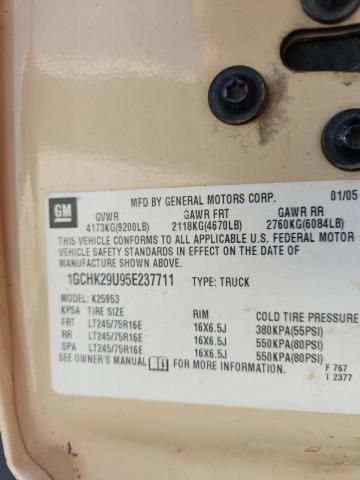 GM
MFD BY GENERAL MOTORS CORP. 01/05
GVWR GAWR FRT GAWR RR
4173KG(9200LB) 2118KG(4670LB) 2760KG(6084LB)
THIS VEHICLE CONFORMS TO ALL APPLICABLE U.S. FEDERAL MOTOR
VEHICLE SAFETY STANDARDS IN EFFECT ON THE DATE OF
MANUFACTURE SHOWN ABOVE.
1GCHK29U95E237711 TYPE: TRUCK
MODEL: K25953
KPSA TIRE SIZE RIM COLD TIRE PRESSURE
FRT LT245/75R16E 16X6.5J 380KPA(55PSI)
RR LT245/75R16E 16X6.5J 550KPA(80PSI)
SPA LT245/75R16E 16X6.5J 550KPA(80PSI)
SEE OWNER'S MANUAL FOR MORE INFORMATION. F 767
T 2377